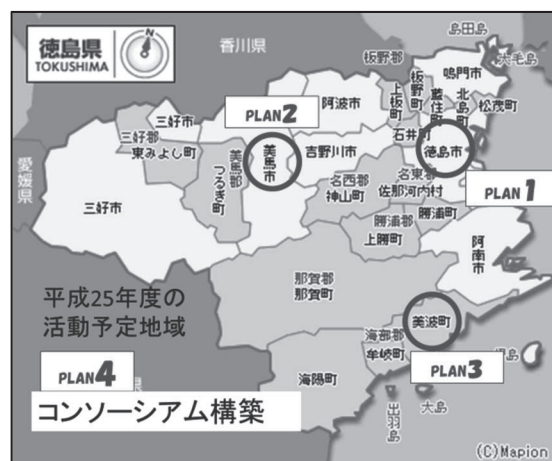 徳島県
TOKUSHIMA
香川県
島田島
大毛島
板野郡
鳴門市
板野町
上板町
藍住町
北島町
松茂町
阿波市
三好市
三好郡
東みよし町
PLAN2
美馬市
吉野川市
石井町
徳島市
PLAN1
愛媛県
三好市
美馬郡
つるぎ町
名西郡
神山町
名東郡
佐那河内村
勝浦郡
勝浦町
上勝町
阿南市
那賀郡
那賀町
平成25年度の
活動予定地域
美波町
海部郡
牟岐町
PLAN3
PLAN4
コンソーシアム構築
海陽町
出羽島
大島
(C)Mapion